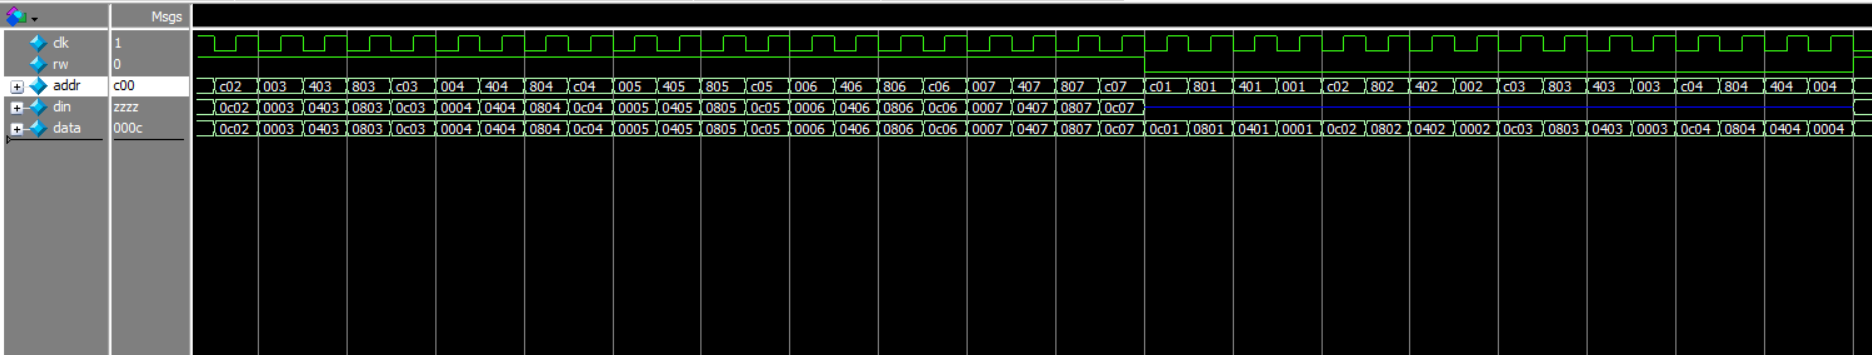 Msgs
clk 1
rw 0
addr c00 c02 003 403 803 c03 004 404 804 c04 005 405 805 c05 006 406 806 c06 007 407 807 c07 c01 801 401 001 c02 802 402 002 c03 803 403 003 c04 804 404 004
din zzzz 0c02 0003 0403 0803 0c03 0004 0404 0804 0c04 0005 0405 0805 0c05 0006 0406 0806 0c06 0007 0407 0807 0c07
data 000c 0c02 0003 0403 0803 0c03 0004 0404 0804 0c04 0005 0405 0805 0c05 0006 0406 0806 0c06 0007 0407 0807 0c07 0c01 0801 0401 0001 0c02 0802 0402 0002 0c03 0803 0403 0003 0c04 0804 0404 0004